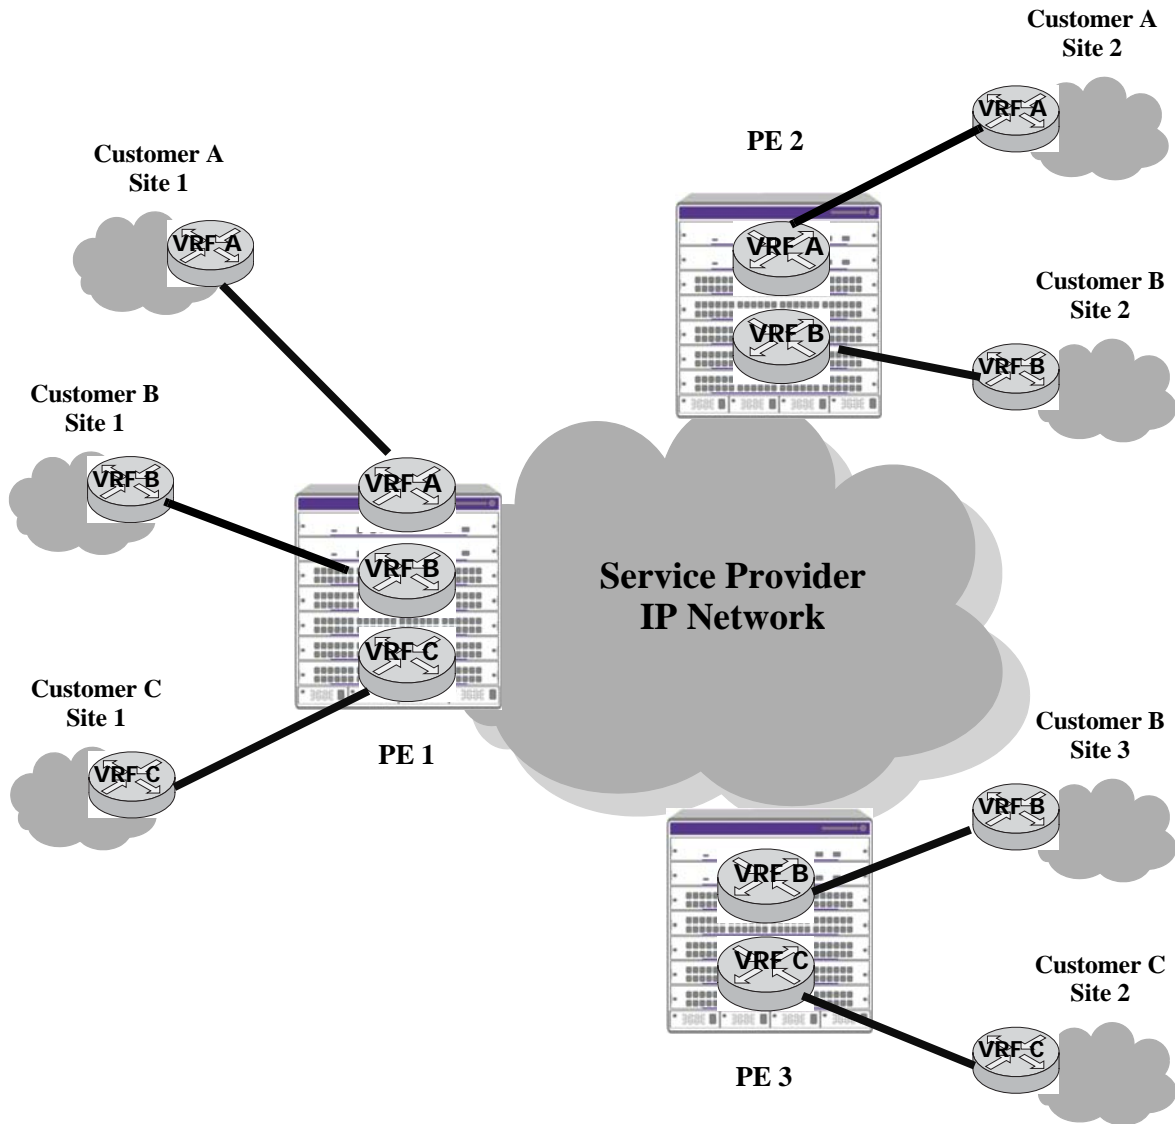 Customer A
Site 2
VRF A
PE 2
Customer A
Site 1
VRF A
VRF A
Customer B
Site 2
VRF B
VRF B
Customer B
Site 1
VRF B
VRF A
VRF B
VRF C
Service Provider
IP Network
Customer C
Site 1
VRF C
PE 1
Customer B
Site 3
VRF B
VRF B
VRF C
Customer C
Site 2
VRF C
PE 3